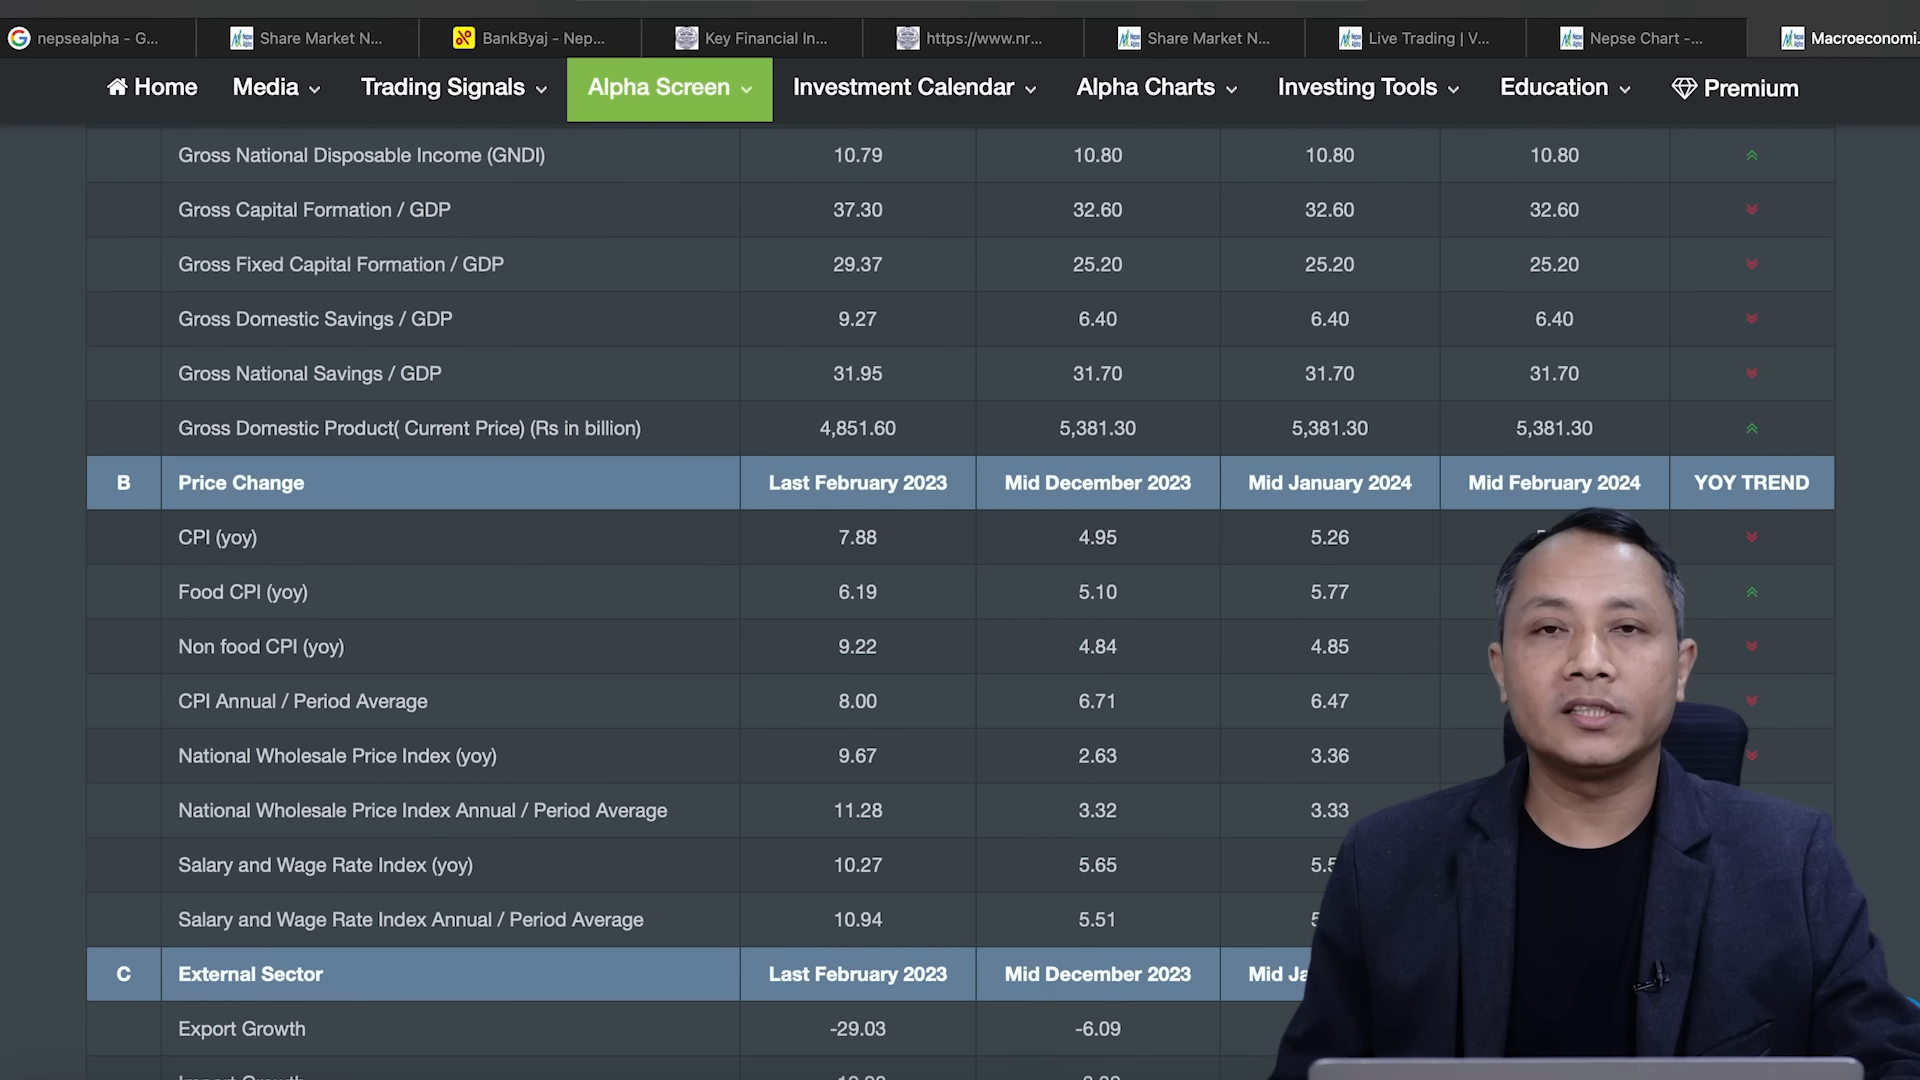 nepsealpha - G...
Share Market N...
BankByaj - Nep...
Key Financial In...
https://www.nr...
Share Market N...
Live Trading | V...
Nepse Chart -...
Macroeconomi
Home Media Trading Signals Alpha Screen Investment Calendar Alpha Charts Investing Tools Education Premium
Gross National Disposable Income (GNDI) 10.79 10.80 10.80 10.80
Gross Capital Formation / GDP 37.30 32.60 32.60 32.60
Gross Fixed Capital Formation / GDP 29.37 25.20 25.20 25.20
Gross Domestic Savings / GDP 9.27 6.40 6.40 6.40
Gross National Savings / GDP 31.95 31.70 31.70 31.70
Gross Domestic Product( Current Price) (Rs in billion) 4,851.60 5,381.30 5,381.30 5,381.30
B Price Change Last February 2023 Mid December 2023 Mid January 2024 Mid February 2024 YOY TREND
CPI (yoy) 7.88 4.95 5.26
Food CPI (yoy) 6.19 5.10 5.77
Non food CPI (yoy) 9.22 4.84 4.85
CPI Annual / Period Average 8.00 6.71 6.47
National Wholesale Price Index (yoy) 9.67 2.63 3.36
National Wholesale Price Index Annual / Period Average 11.28 3.32 3.33
Salary and Wage Rate Index (yoy) 10.27 5.65
Salary and Wage Rate Index Annual / Period Average 10.94 5.51
C External Sector Last February 2023 Mid December 2023 Mid
Export Growth -29.03 -6.09